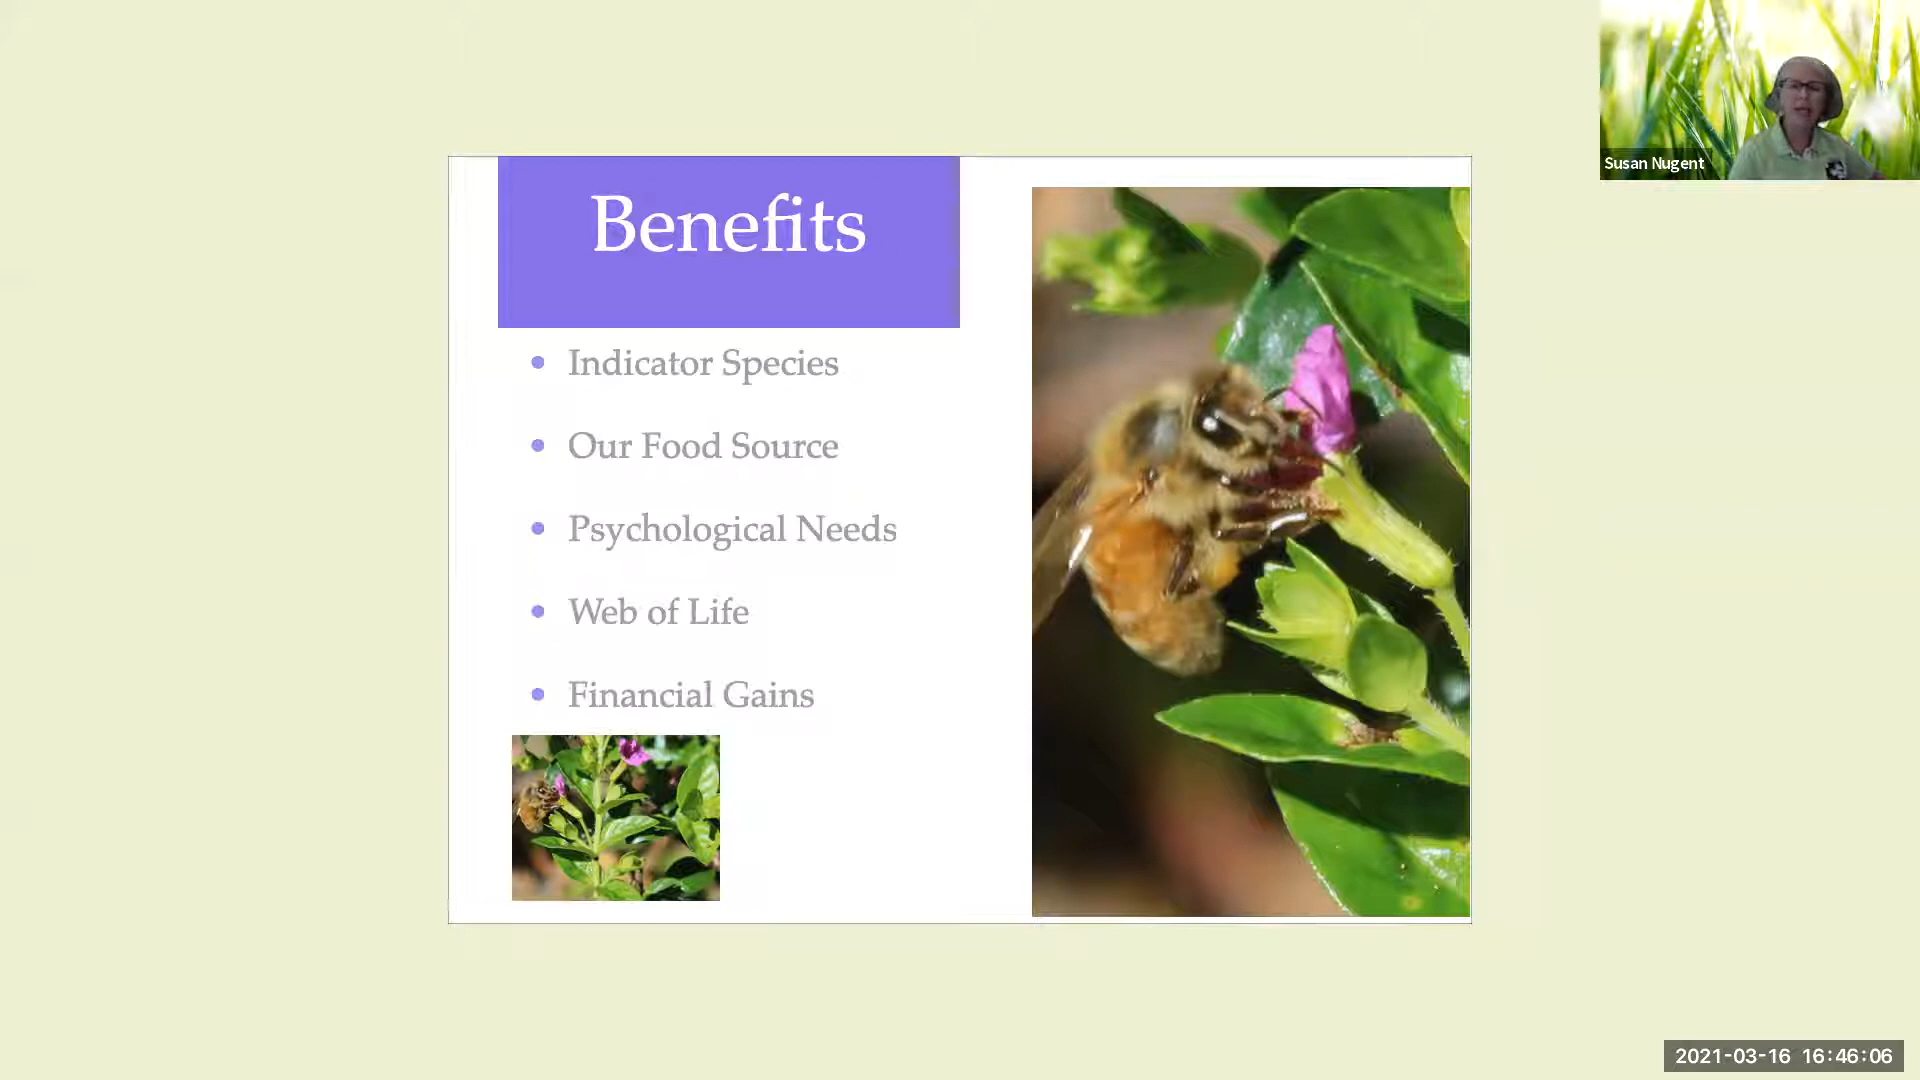 Benefits
Indicator Species
Our Food Source
Psychological Needs
Web of Life
Financial Gains
Susan Nugent
2021-03-16 16:46:06